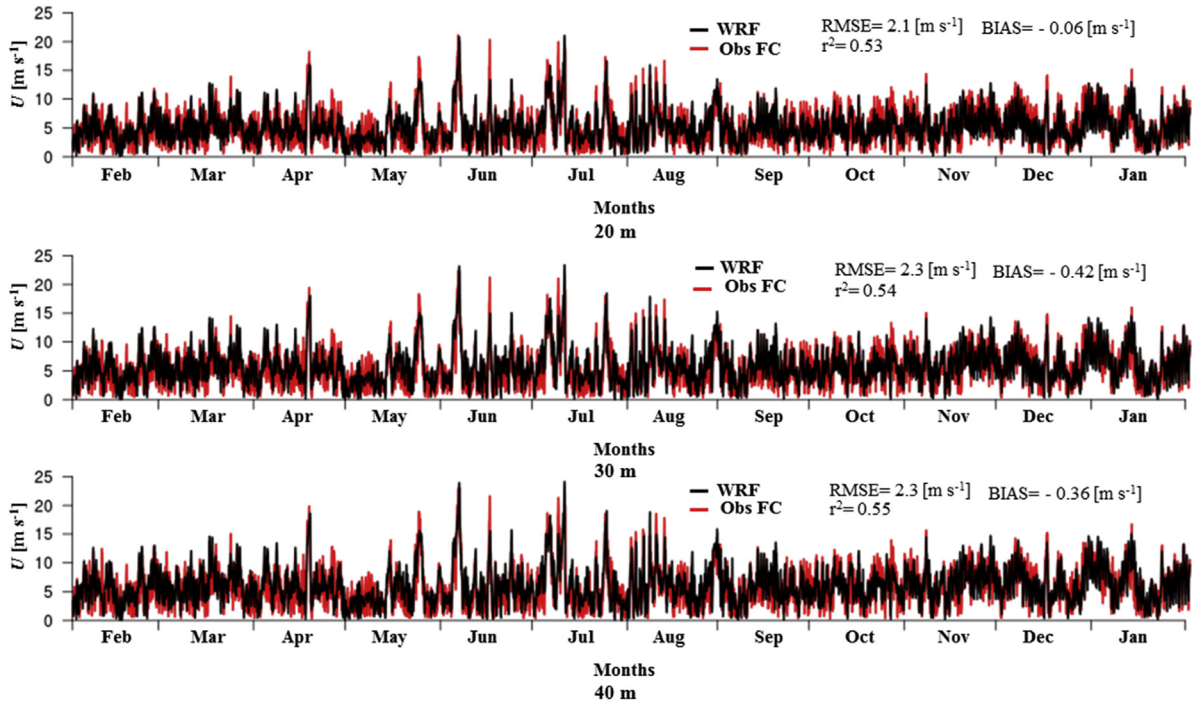 25
20
15
10
5
0
U [m s⁻¹]
WRF
Obs FC
RMSE= 2.1 [m s⁻¹] BIAS= - 0.06 [m s⁻¹]
r²= 0.53
Feb Mar Apr May Jun Jul Aug Sep Oct Nov Dec Jan
Months
20 m
25
20
15
10
5
0
U [m s⁻¹]
WRF
Obs FC
RMSE= 2.3 [m s⁻¹] BIAS= - 0.42 [m s⁻¹]
r²= 0.54
Feb Mar Apr May Jun Jul Aug Sep Oct Nov Dec Jan
Months
30 m
25
20
15
10
5
0
U [m s⁻¹]
WRF
Obs FC
RMSE= 2.3 [m s⁻¹] BIAS= - 0.36 [m s⁻¹]
r²= 0.55
Feb Mar Apr May Jun Jul Aug Sep Oct Nov Dec Jan
Months
40 m